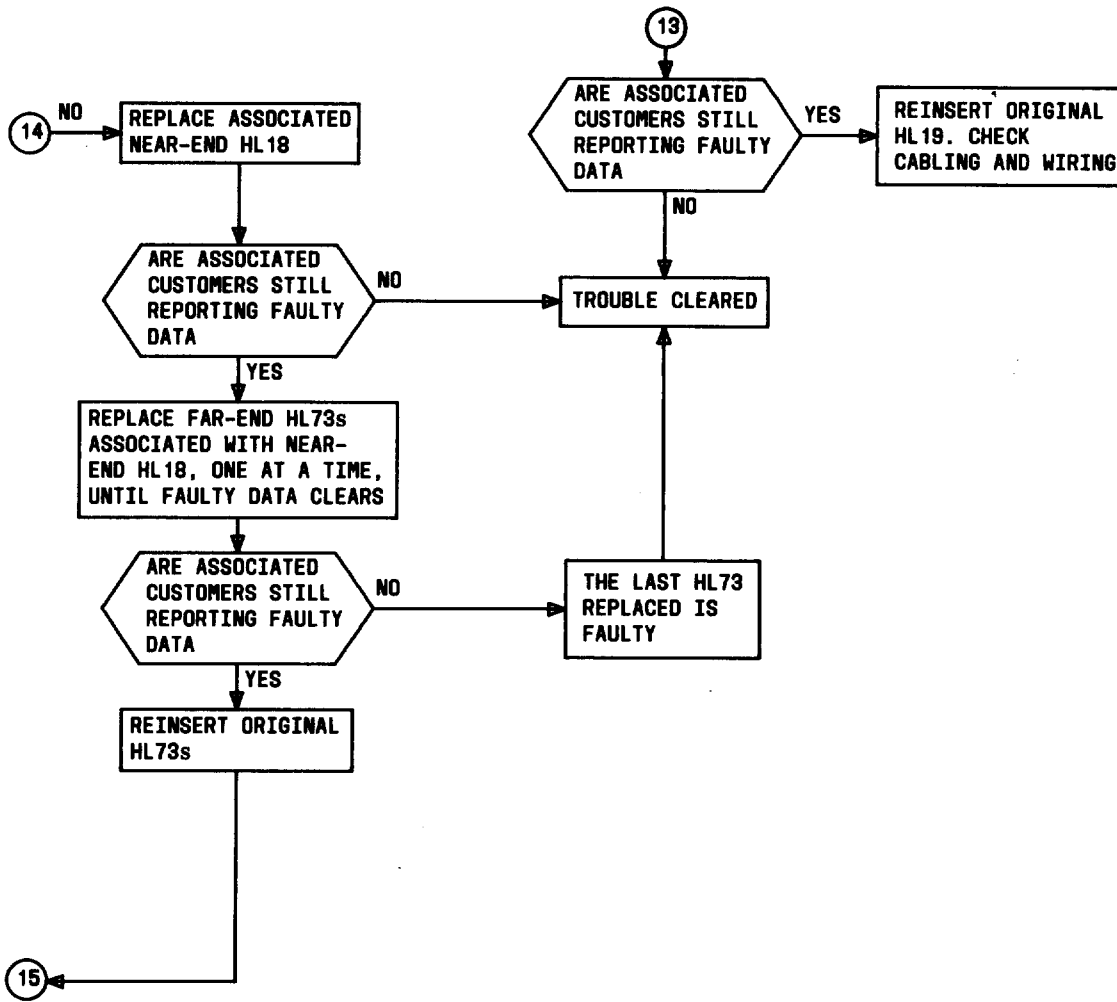 14
NO
REPLACE ASSOCIATED
NEAR-END HL18
ARE ASSOCIATED
CUSTOMERS STILL
REPORTING FAULTY
DATA
NO
YES
REPLACE FAR-END HL73s
ASSOCIATED WITH NEAR-
END HL18, ONE AT A TIME,
UNTIL FAULTY DATA CLEARS
ARE ASSOCIATED
CUSTOMERS STILL
REPORTING FAULTY
DATA
NO
YES
REINSERT ORIGINAL
HL73s
15
13
ARE ASSOCIATED
CUSTOMERS STILL
REPORTING FAULTY
DATA
YES
REINSERT ORIGINAL
HL19. CHECK
CABLING AND WIRING
NO
TROUBLE CLEARED
THE LAST HL73
REPLACED IS
FAULTY